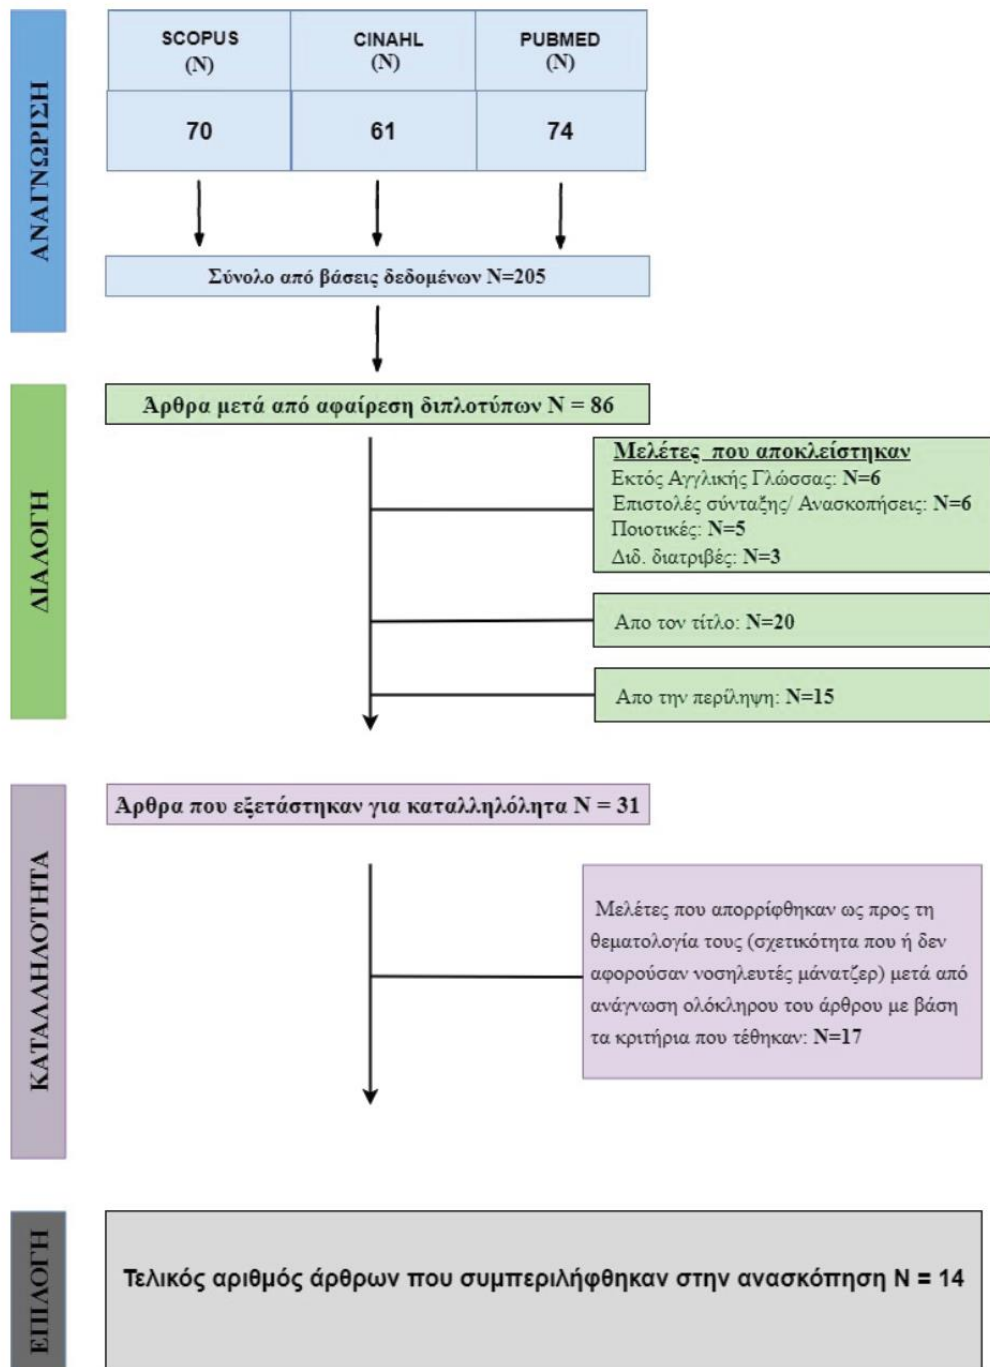 ΑΝΑΓΝΩΡΙΣΗ
SCOPUS
(N)
CINAHL
(N)
PUBMED
(N)
70
61
74
Σύνολο από βάσεις δεδομένων N=205
ΔΙΑΛΟΓΗ
Άρθρα μετά από αφαίρεση διπλοτύπων N = 86
Μελέτες που αποκλείστηκαν
Εκτός Αγγλικής Γλώσσας: N=6
Επιστολές σύνταξης/ Ανασκοπήσεις: N=6
Ποιοτικές: N=5
Διδ. διατριβές: N=3
Απο τον τίτλο: N=20
Απο την περίληψη: N=15
ΚΑΤΑΛΛΗΛΟΤΗΤΑ
Άρθρα που εξετάστηκαν για καταλληλόλητα N = 31
Μελέτες που απορρίφθηκαν ως προς τη
θεματολογία τους (σχετικότητα που ή δεν
αφορούσαν νοσηλευτές μάνατζερ) μετά από
ανάγνωση ολόκληρου του άρθρου με βάση
τα κριτήρια που τέθηκαν: N=17
ΕΠΙΛΟΓΗ
Τελικός αριθμός άρθρων που συμπεριλήφθηκαν στην ανασκόπηση N = 14